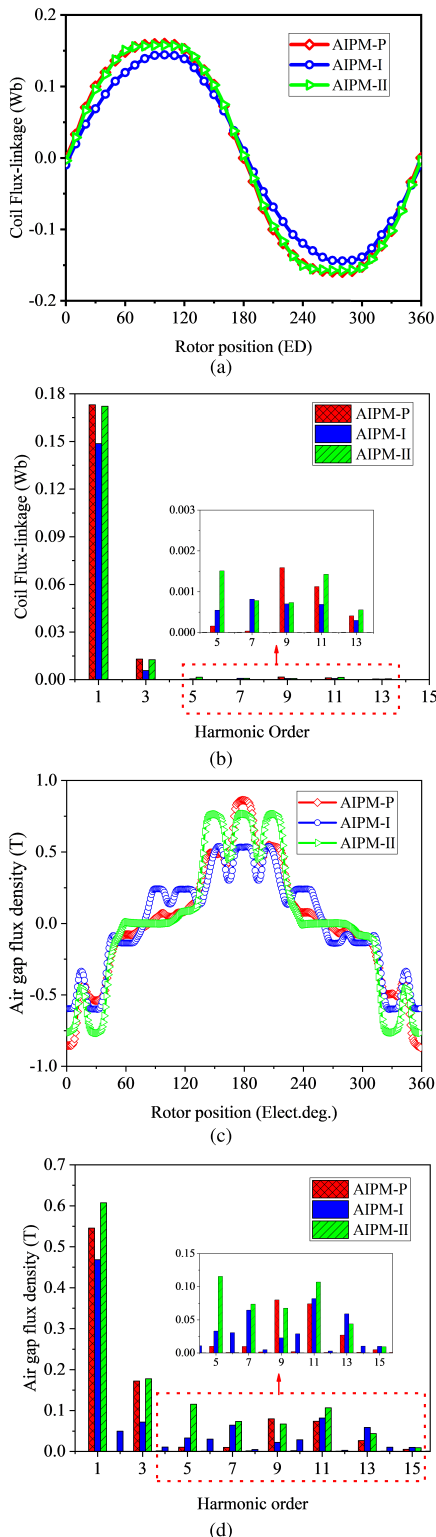 0.2
0.1
0.0
-0.1
-0.2
Coil Flux-linkage (Wb)
AIPM-P
AIPM-I
AIPM-II
0 60 120 180 240 300 360
Rotor position (ED)
(a)
0.18
0.15
0.12
0.09
0.06
0.03
0.00
Coil Flux-linkage (Wb)
AIPM-P
AIPM-I
AIPM-II
0.003
0.002
0.001
0.000
5 7 9 11 13
1 3 5 7 9 11 13 15
Harmonic Order
(b)
1.0
0.5
0.0
-0.5
-1.0
Air gap flux density (T)
AIPM-P
AIPM-I
AIPM-II
0 60 120 180 240 300 360
Rotor position (Elect.deg.)
(c)
0.7
0.6
0.5
0.4
0.3
0.2
0.1
0.0
Air gap flux density (T)
AIPM-P
AIPM-I
AIPM-II
0.15
0.10
0.05
0.00
5 7 9 11 13 15
1 3 5 7 9 11 13 15
Harmonic order
(d)